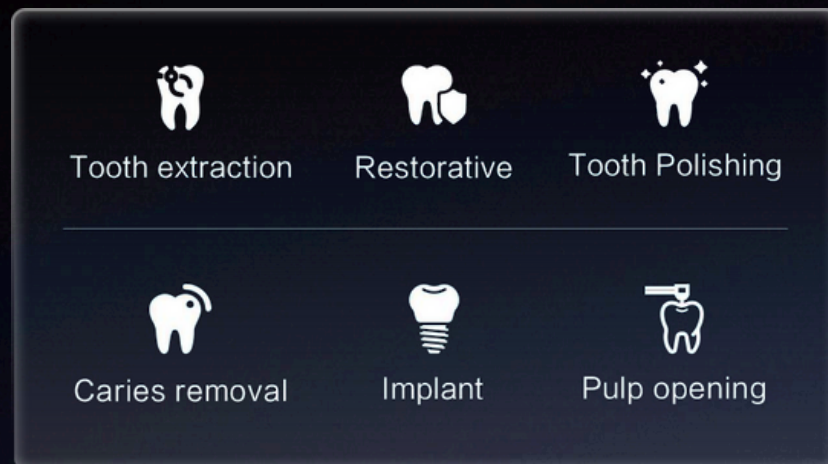 Tooth extraction
Restorative
Tooth Polishing
Caries removal
Implant
Pulp opening